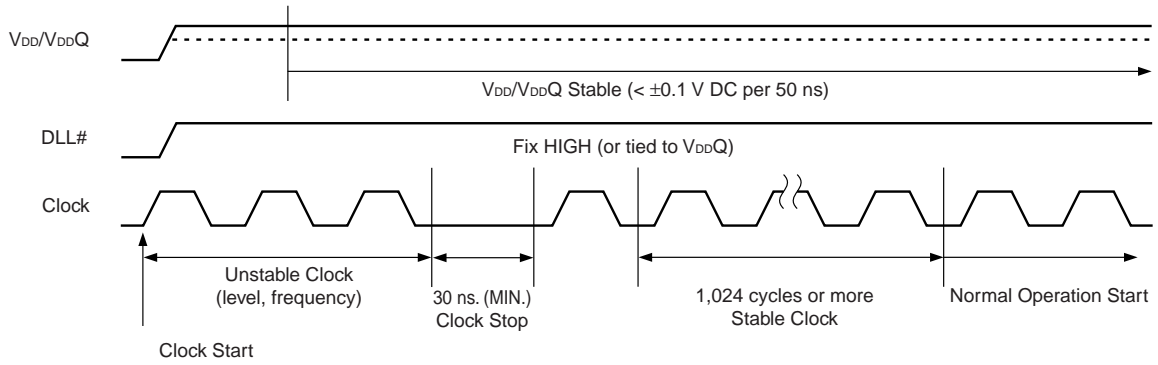 VDD/VDDQ
VDD/VDDQ Stable (< ±0.1 V DC per 50 ns)
DLL#
Fix HIGH (or tied to VDDQ)
Clock
Unstable Clock
(level, frequency)
30 ns. (MIN.)
Clock Stop
1,024 cycles or more
Stable Clock
Normal Operation Start
Clock Start